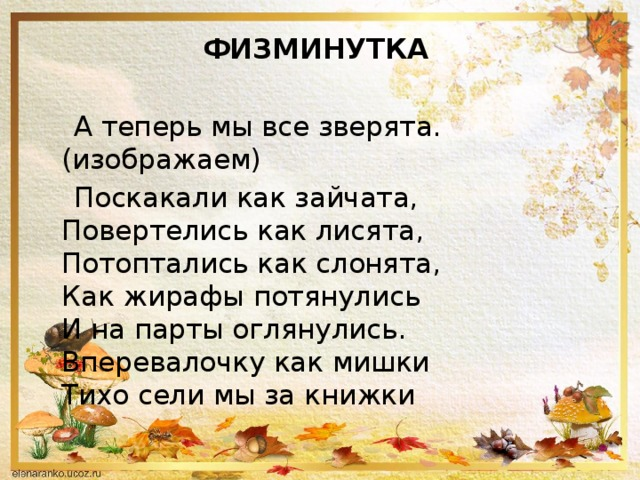 ФИЗМИНУТКА
А теперь мы все зверята.
(изображаем)
Поскакали как зайчата,
Повертелись как лисята,
Потоптались как слонята,
Как жирафы потянулись
И на парты оглянулись.
Вперевалочку как мишки
Тихо сели мы за книжки
elenaranko.ucoz.ru